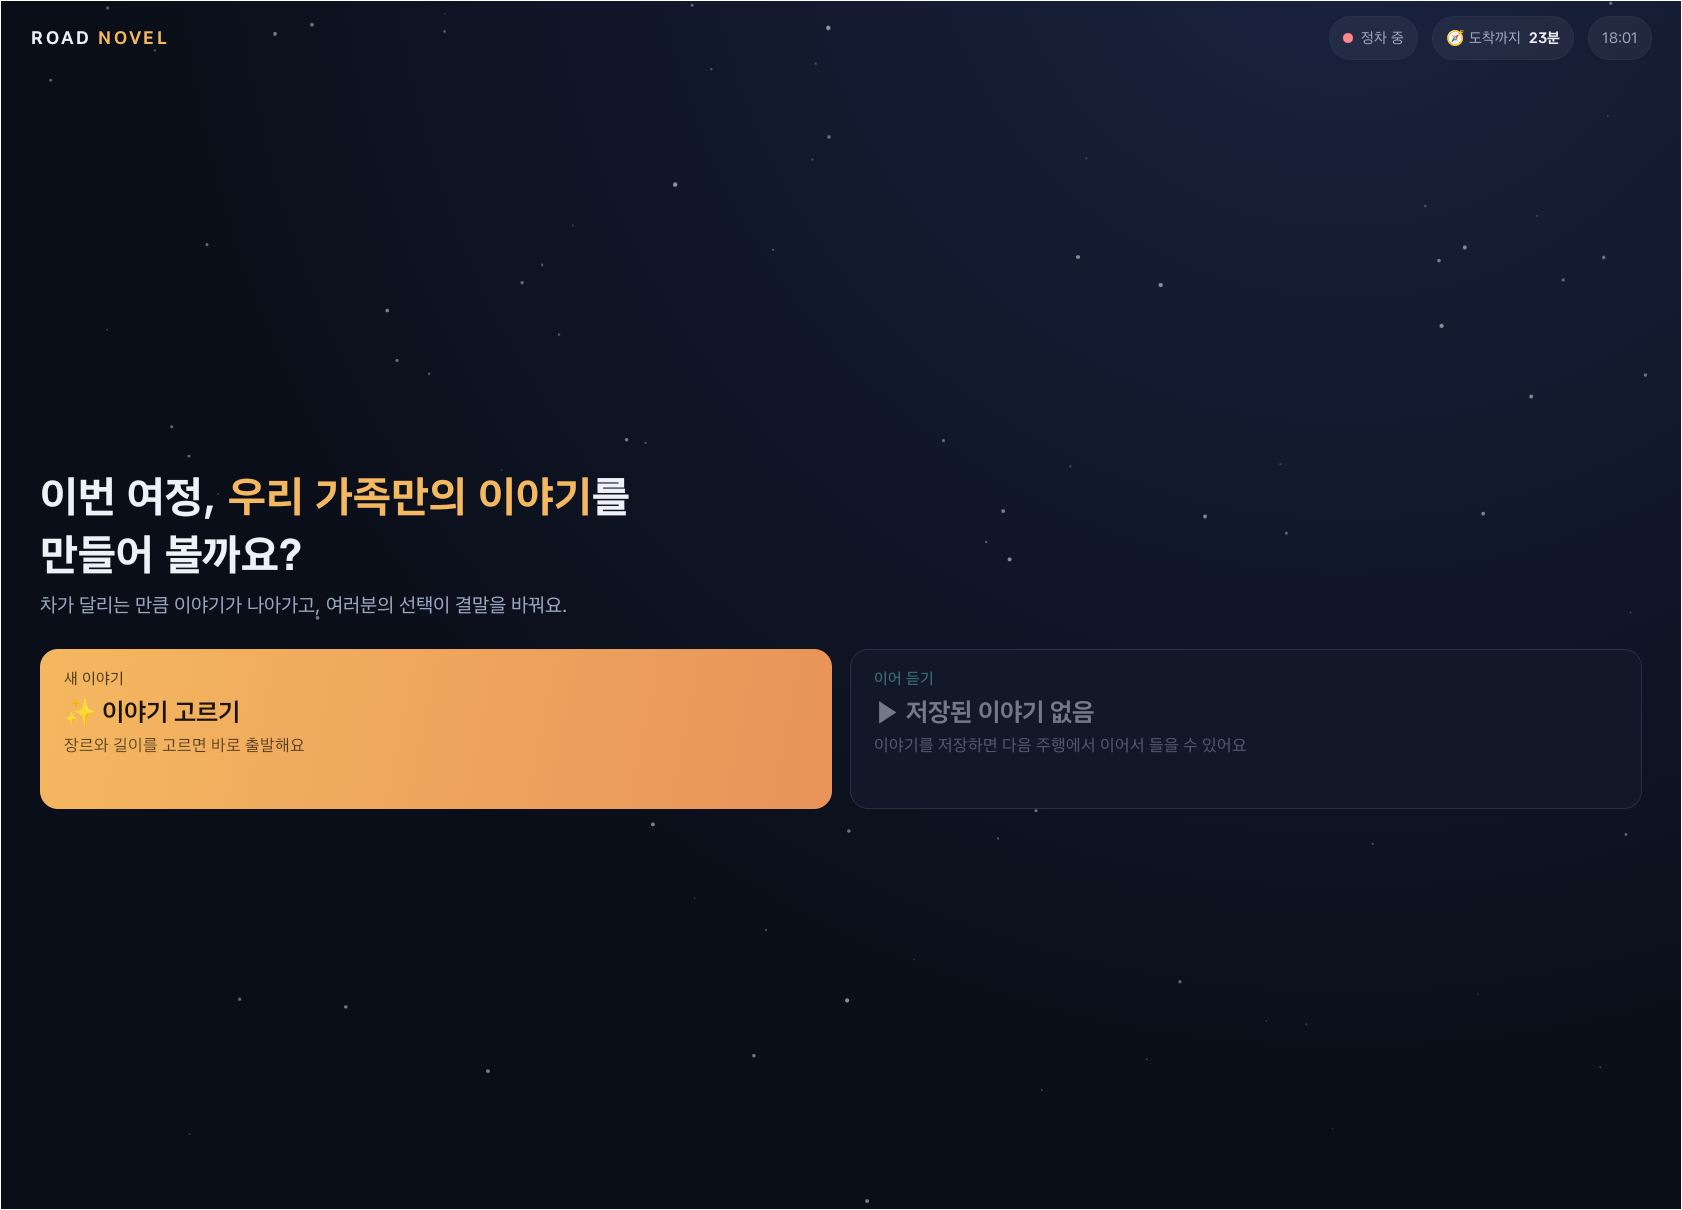 ROAD NOVEL
정차 중
🧭 도착까지 23분
18:01
이번 여정, 우리 가족만의 이야기를
만들어 볼까요?
차가 달리는 만큼 이야기가 나아가고, 여러분의 선택이 결말을 바꿔요.
새 이야기
✨ 이야기 고르기
장르와 길이를 고르면 바로 출발해요
이어 듣기
▶ 저장된 이야기 없음
이야기를 저장하면 다음 주행에서 이어서 들을 수 있어요